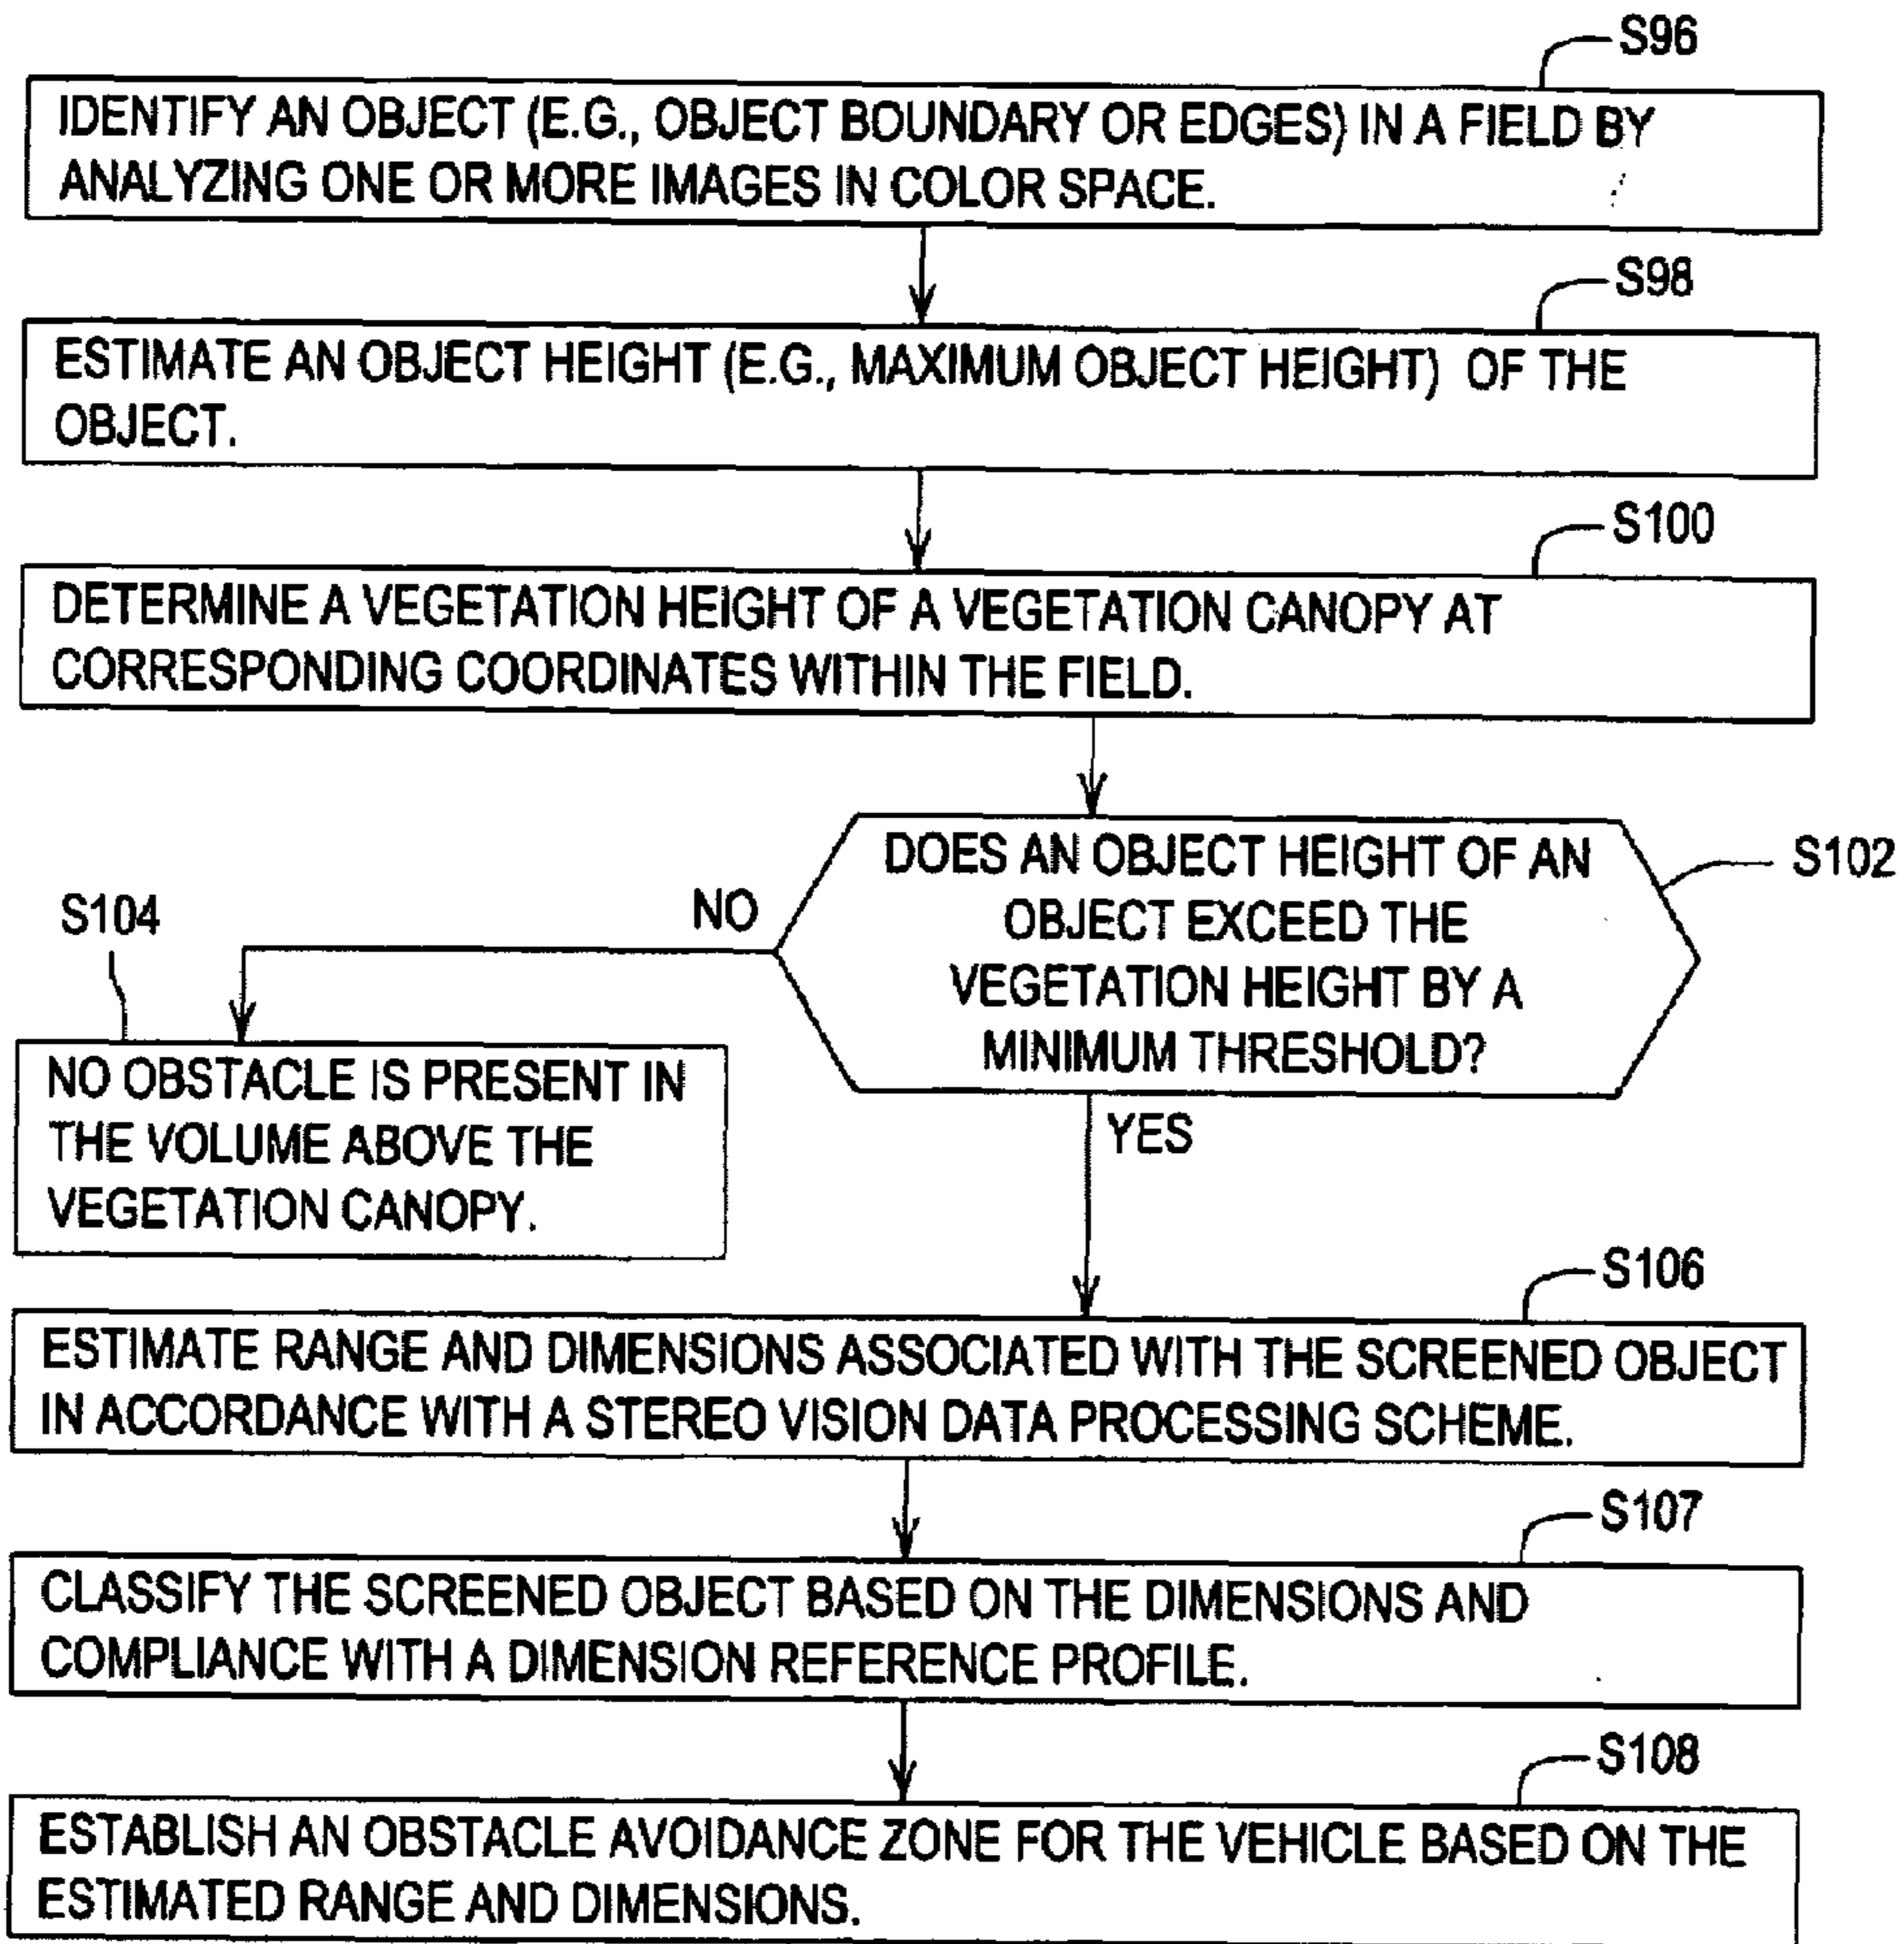 S96
IDENTIFY AN OBJECT (E.G., OBJECT BOUNDARY OR EDGES) IN A FIELD BY
ANALYZING ONE OR MORE IMAGES IN COLOR SPACE.
S98
ESTIMATE AN OBJECT HEIGHT (E.G., MAXIMUM OBJECT HEIGHT) OF THE
OBJECT.
S100
DETERMINE A VEGETATION HEIGHT OF A VEGETATION CANOPY AT
CORRESPONDING COORDINATES WITHIN THE FIELD.
DOES AN OBJECT HEIGHT OF AN
OBJECT EXCEED THE
VEGETATION HEIGHT BY A
MINIMUM THRESHOLD?
S102
NO
S104
NO OBSTACLE IS PRESENT IN
THE VOLUME ABOVE THE
VEGETATION CANOPY.
YES
S106
ESTIMATE RANGE AND DIMENSIONS ASSOCIATED WITH THE SCREENED OBJECT
IN ACCORDANCE WITH A STEREO VISION DATA PROCESSING SCHEME.
S107
CLASSIFY THE SCREENED OBJECT BASED ON THE DIMENSIONS AND
COMPLIANCE WITH A DIMENSION REFERENCE PROFILE.
S108
ESTABLISH AN OBSTACLE AVOIDANCE ZONE FOR THE VEHICLE BASED ON THE
ESTIMATED RANGE AND DIMENSIONS.